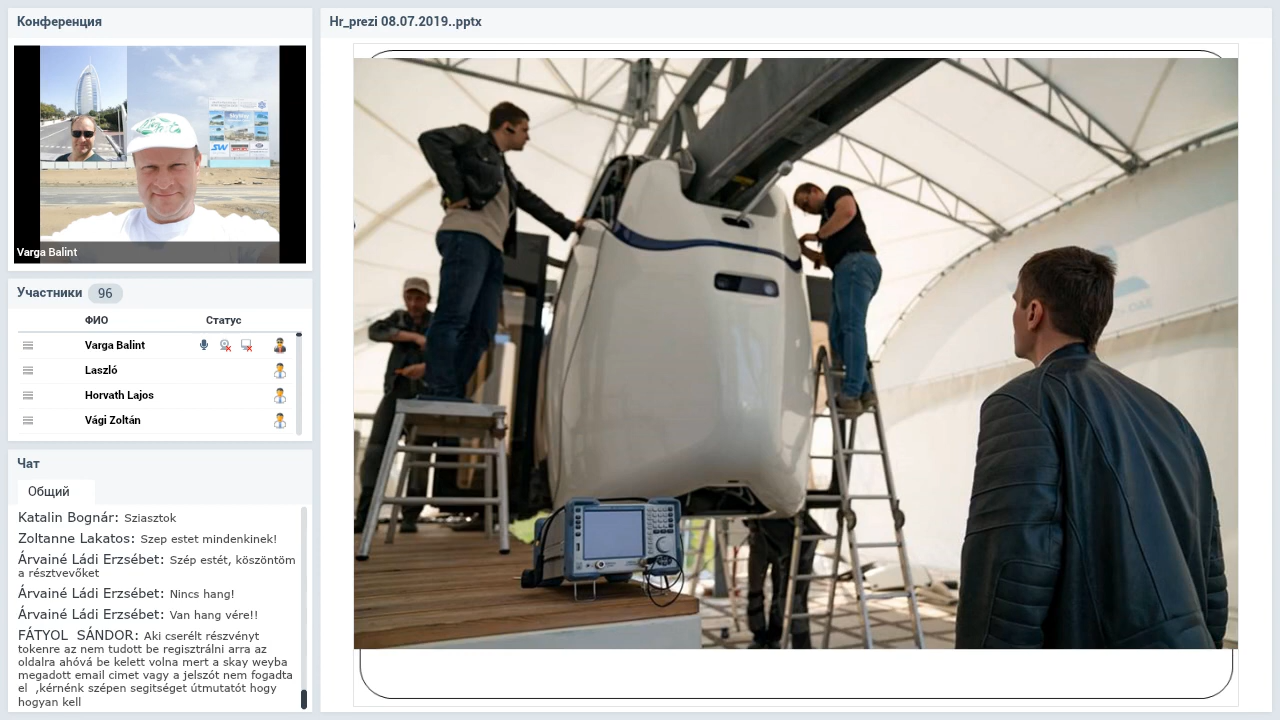 Конференция
SkyWay
SW
Varga Balint
Участники 96
ФИО Статус
Varga Balint
Laszló
Horvath Lajos
Vági Zoltán
Чат
Общий
Katalin Bognár: Sziasztok
Zoltanne Lakatos: Szep estet mindenkinek!
Árvainé Ládi Erzsébet: Szép estét, köszöntöm
a résztvevőket
Árvainé Ládi Erzsébet: Nincs hang!
Árvainé Ládi Erzsébet: Van hang vére!!
FÁTYOL SÁNDOR: Aki cserélt részvényt
tokenre az nem tudott be regisztrálni arra az
oldalra ahóvá be kelett volna mert a skay weyba
megadott email cimet vagy a jelszót nem fogadta
el ,kérnénk szépen segitséget útmutatót hogy
hogyan kell
Hr_prezi 08.07.2019..pptx